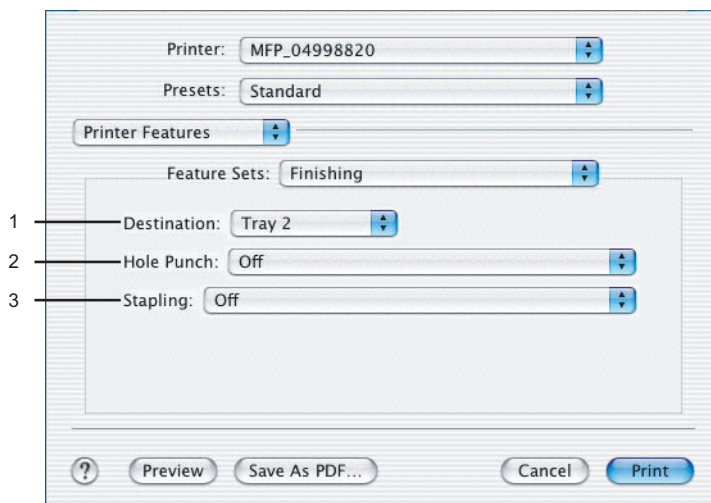 Printer: MFP_04998820
Presets: Standard
Printer Features
Feature Sets: Finishing
1 Destination: Tray 2
2 Hole Punch: Off
3 Stapling: Off
? Preview Save As PDF... Cancel Print